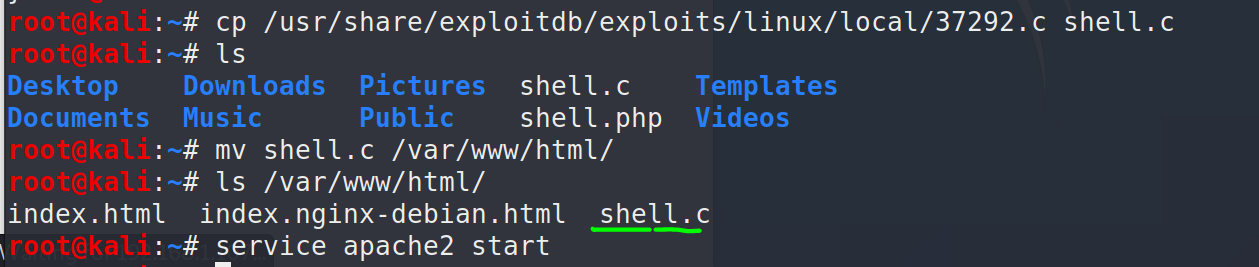 root@kali:~# cp /usr/share/exploitdb/exploits/linux/local/37292.c shell.c
root@kali:~# ls
Desktop Downloads Pictures shell.c Templates
Documents Music Public shell.php Videos
root@kali:~# mv shell.c /var/www/html/
root@kali:~# ls /var/www/html/
index.html index.nginx-debian.html shell.c
root@kali:~# service apache2 start